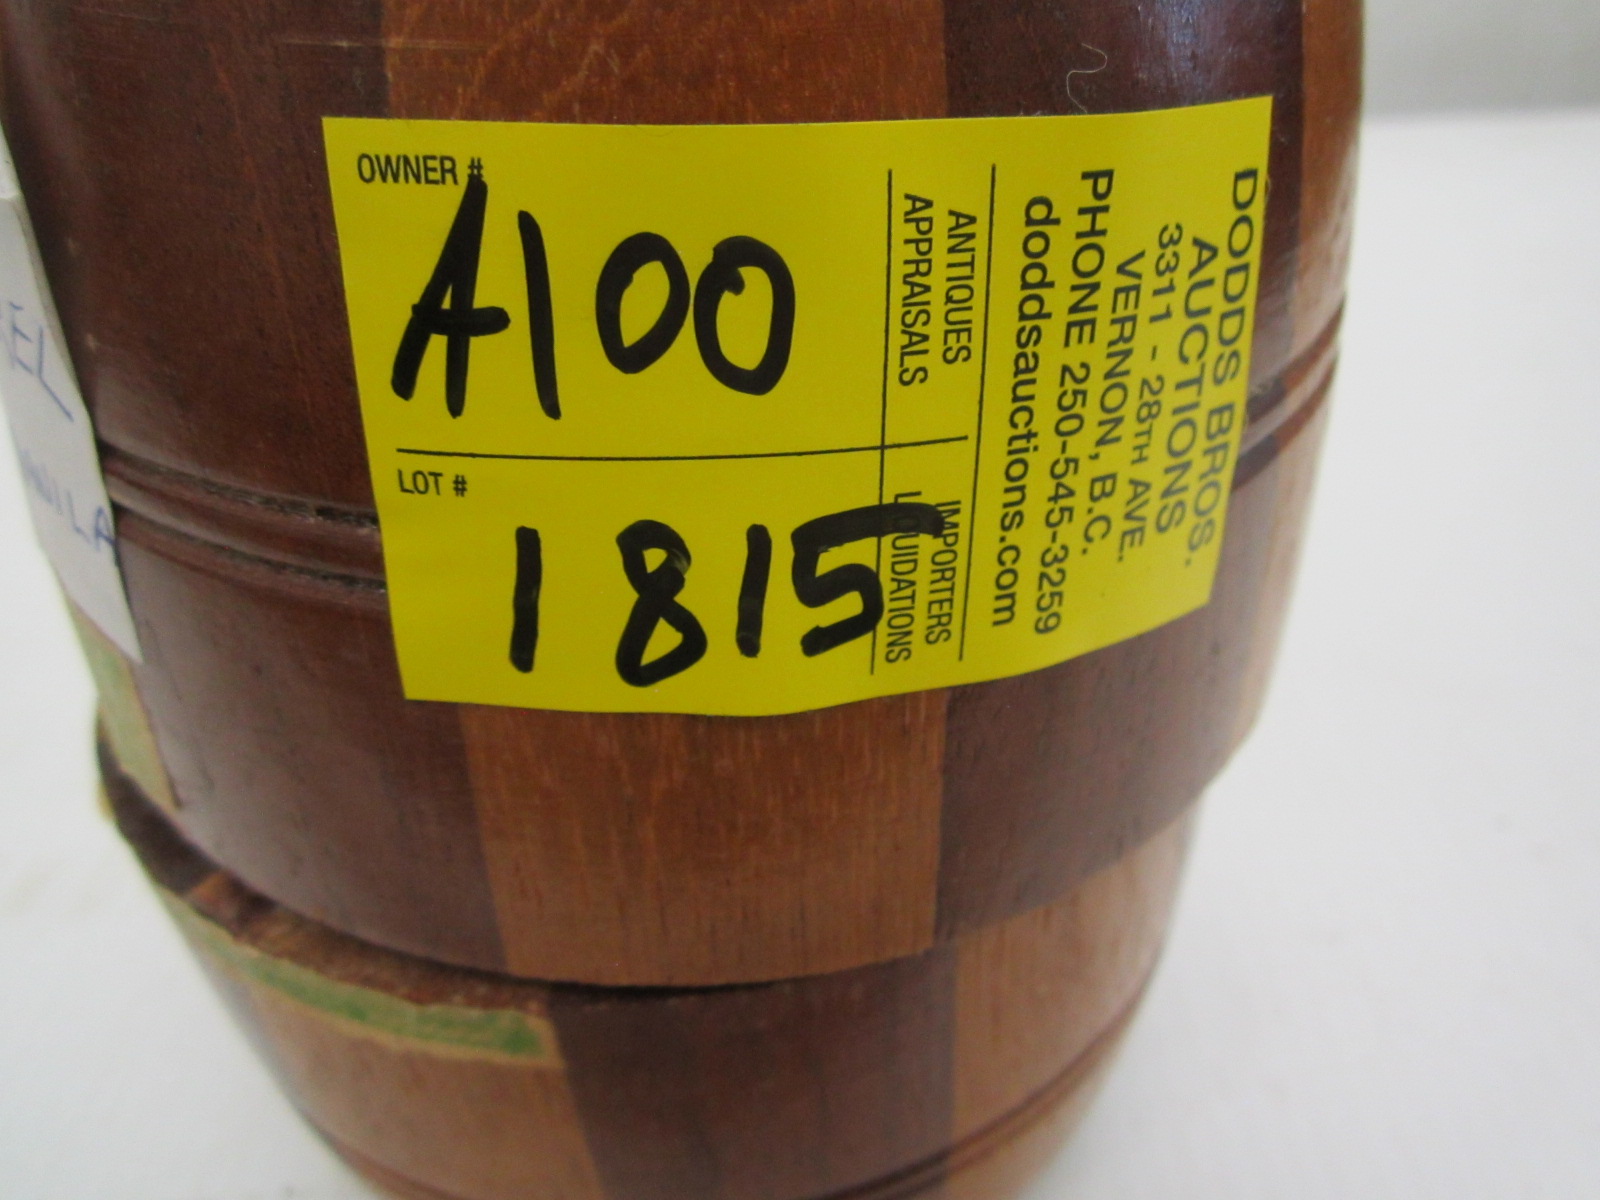 OWNER #
A100
LOT #
1815
ANTIQUES
APPRAISALS
IMPORTERS
LIQUIDATIONS
DODDS BROS.
AUCTIONS
3311 - 28TH AVE.
VERNON, B.C.
PHONE 250-545-3259
doddsauctions.com